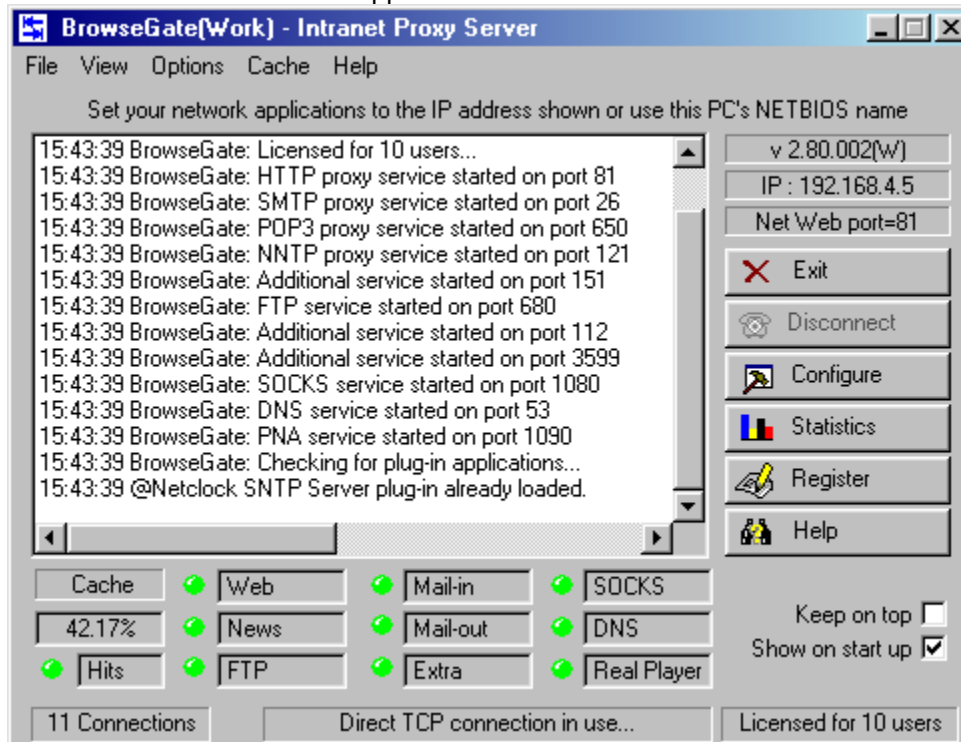 BrowseGate(Work) - Intranet Proxy Server
File View Options Cache Help
Set your network applications to the IP address shown or use this PC's NETBIOS name
15:43:39 BrowseGate: Licensed for 10 users...
15:43:39 BrowseGate: HTTP proxy service started on port 81
15:43:39 BrowseGate: SMTP proxy service started on port 26
15:43:39 BrowseGate: POP3 proxy service started on port 650
15:43:39 BrowseGate: NNTP proxy service started on port 121
15:43:39 BrowseGate: Additional service started on port 151
15:43:39 BrowseGate: FTP service started on port 680
15:43:39 BrowseGate: Additional service started on port 112
15:43:39 BrowseGate: Additional service started on port 3599
15:43:39 BrowseGate: SOCKS service started on port 1080
15:43:39 BrowseGate: DNS service started on port 53
15:43:39 BrowseGate: PNA service started on port 1090
15:43:39 BrowseGate: Checking for plug-in applications...
15:43:39 @Netclock SNTP Server plug-in already loaded.
v 2.80.002(W)
IP : 192.168.4.5
Net Web port=81
Exit
Disconnect
Configure
Statistics
Register
Help
Cache Web Mail-in SOCKS
42.17% News Mail-out DNS
Hits FTP Extra Real Player
Keep on top
Show on start up
11 Connections Direct TCP connection in use... Licensed for 10 users